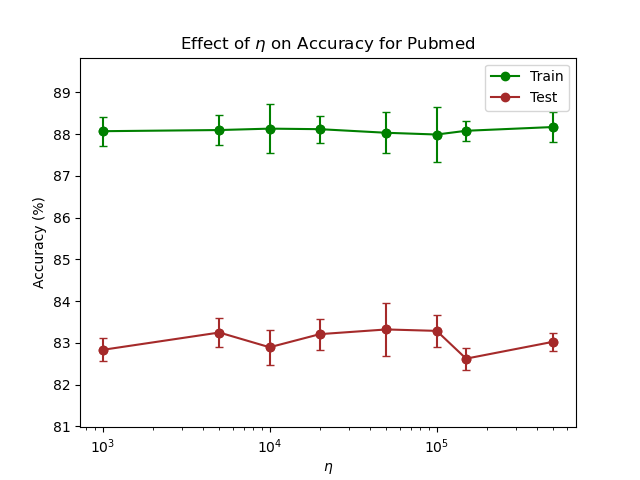 Effect of η on Accuracy for Pubmed
Train
Test
Accuracy (%)
89
88
87
86
85
84
83
82
81
10³
10⁴
10⁵
η